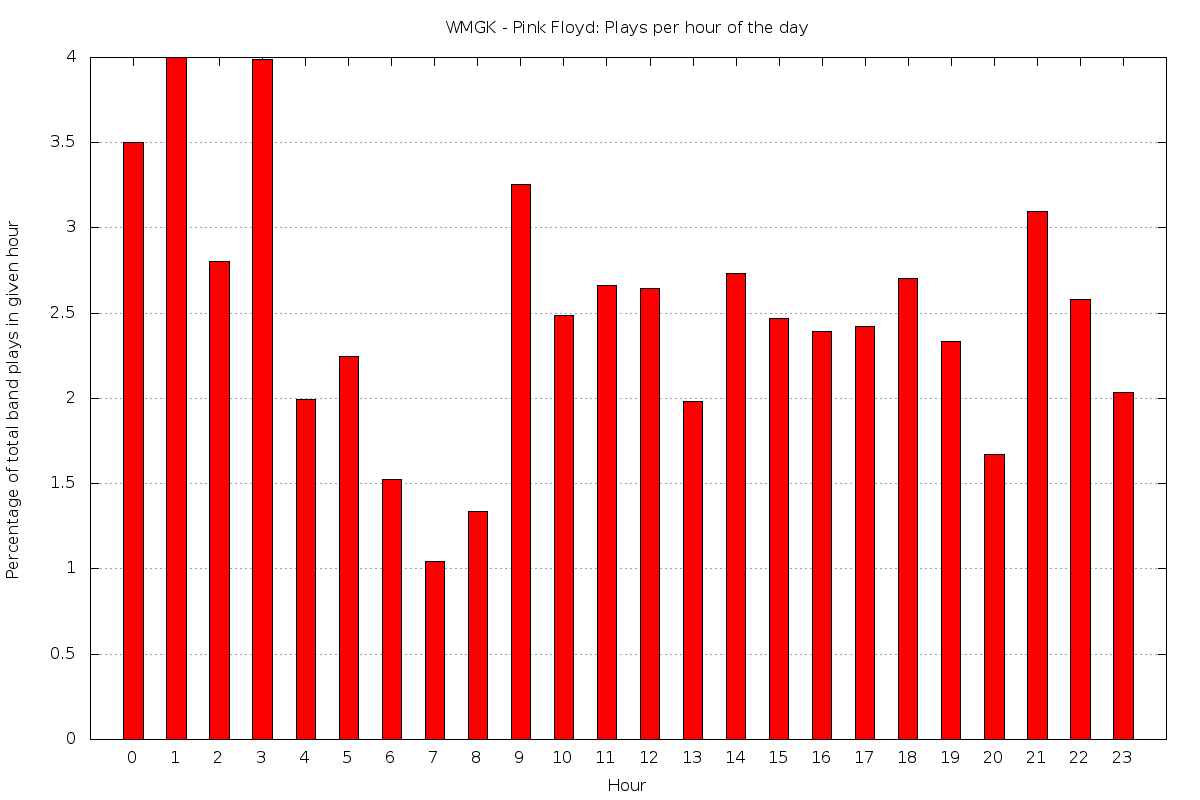 WMGK - Pink Floyd: Plays per hour of the day
4
3.5
3
2.5
2
1.5
1
0.5
0
Percentage of total band plays in given hour
0 1 2 3 4 5 6 7 8 9 10 11 12 13 14 15 16 17 18 19 20 21 22 23
Hour